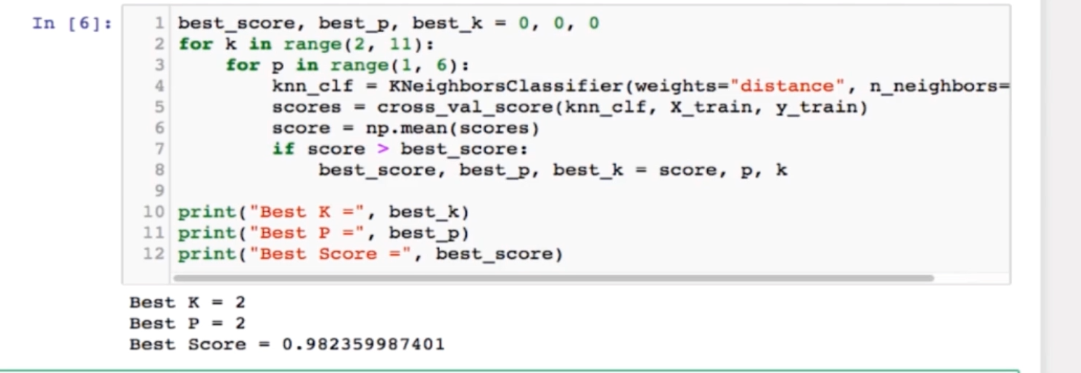 In [6]:
1 best_score, best_p, best_k = 0, 0, 0
2 for k in range(2, 11):
3     for p in range(1, 6):
4         knn_clf = KNeighborsClassifier(weights="distance", n_neighbors=
5         scores = cross_val_score(knn_clf, X_train, y_train)
6         score = np.mean(scores)
7         if score > best_score:
8             best_score, best_p, best_k = score, p, k
9
10 print("Best K =", best_k)
11 print("Best P =", best_p)
12 print("Best Score =", best_score)
Best K = 2
Best P = 2
Best Score = 0.982359987401